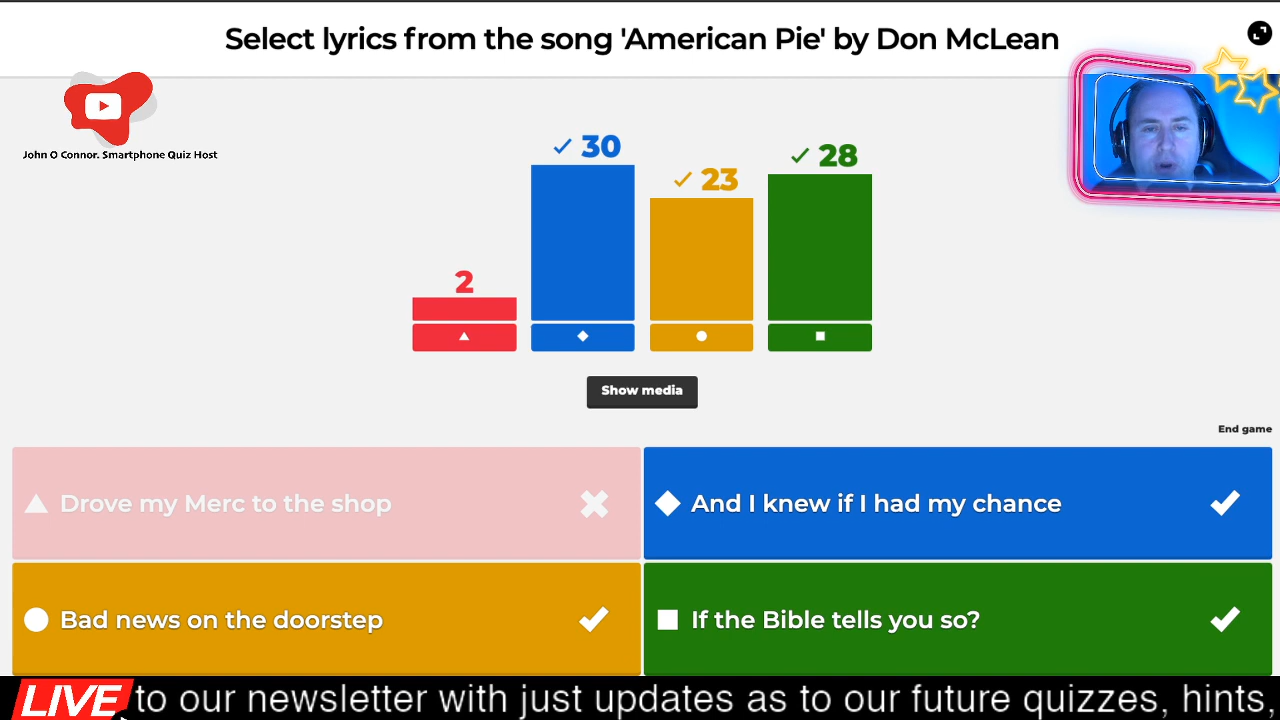 Select lyrics from the song 'American Pie' by Don McLean
John O Connor. Smartphone Quiz Host
2
30
23
28
Show media
End game
Drove my Merc to the shop
And I knew if I had my chance
Bad news on the doorstep
If the Bible tells you so?
LIVE
to our newsletter with just updates as to our future quizzes, hints,